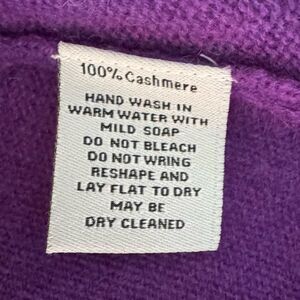 100% Cashmere
HAND WASH IN
WARM WATER WITH
MILD SOAP
DO NOT BLEACH
DO NOT WRING
RESHAPE AND
LAY FLAT TO DRY
MAY BE
DRY CLEANED